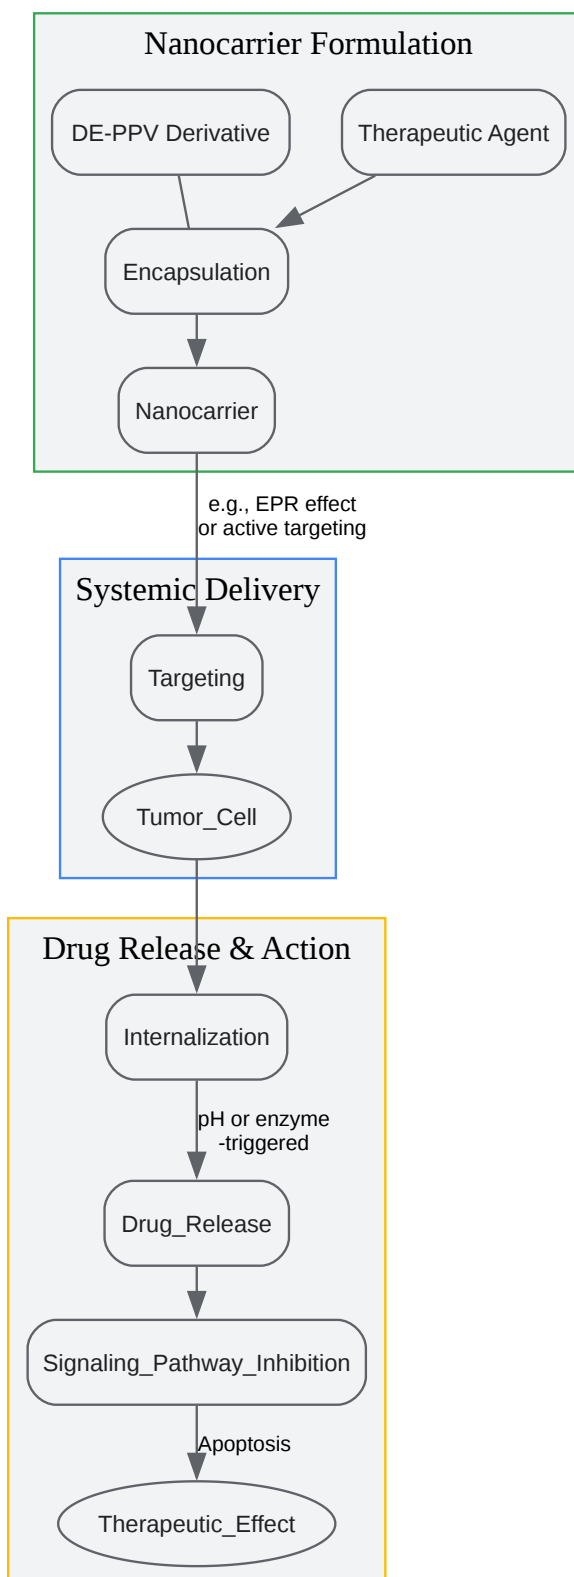 Nanocarrier Formulation
DE-PPV Derivative
Therapeutic Agent
Encapsulation
Nanocarrier
e.g., EPR effect
or active targeting
Systemic Delivery
Targeting
Tumor_Cell
Drug Release & Action
Internalization
pH or enzyme
-triggered
Drug_Release
Signaling_Pathway_Inhibition
Apoptosis
Therapeutic_Effect